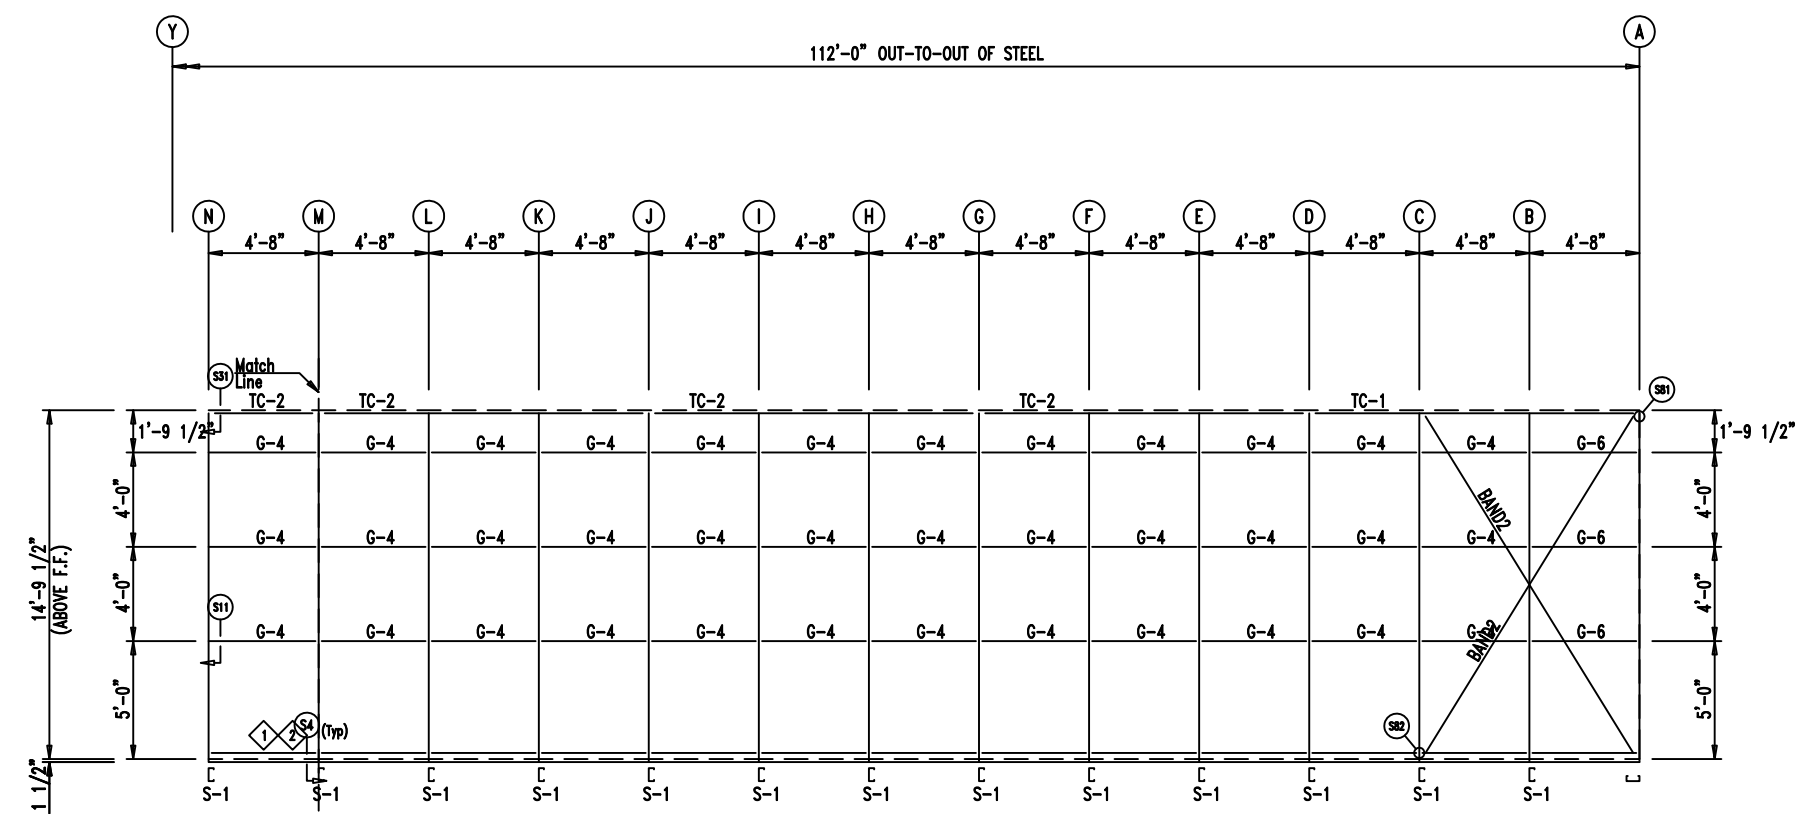 Y A
112'-0" OUT-TO-OUT OF STEEL
N M L K J I H G F E D C B
4'-8" 4'-8" 4'-8" 4'-8" 4'-8" 4'-8" 4'-8" 4'-8" 4'-8" 4'-8" 4'-8" 4'-8" 4'-8"
S31 Match
Line
SB1
TC-2 TC-2 TC-2 TC-2 TC-1
1'-9 1/2" G-4 G-4 G-4 G-4 G-4 G-4 G-4 G-4 G-4 G-4 G-4 G-4 G-6 1'-9 1/2"
4'-0" BAND2 4'-0"
G-4 G-4 G-4 G-4 G-4 G-4 G-4 G-4 G-4 G-4 G-4 G-4 G-6
14'-9 1/2"
(ABOVE F.F.)
4'-0" 4'-0"
S11
G-4 G-4 G-4 G-4 G-4 G-4 G-4 G-4 G-4 G-4 G-4 G-4 G-6
BAND2
5'-0" 5'-0"
1 2 S4 (Typ) SB2
1 1/2"
S-1 S-1 S-1 S-1 S-1 S-1 S-1 S-1 S-1 S-1 S-1 S-1 S-1